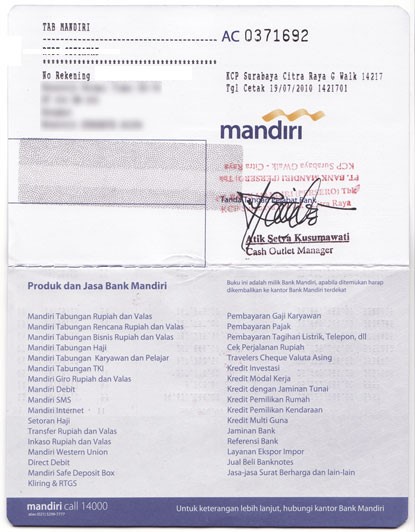 TAB MANDIRI
AC 0371692
No Rekening
KCP Surabaya Citra Raya G Walk 14217
Tgl Cetak 19/07/2010 1421701
mandiri
KCP Surabaya GWalk - Citra Raya
PT. BANK MANDIRI (PERSERO) Tbk
Atik Setya Kusumawati
Cash Outlet Manager
Produk dan Jasa Bank Mandiri
Buku ini adalah milik Bank Mandiri, apabila ditemukan harap
dikembalikan ke kantor Bank Mandiri terdekat
Mandiri Tabungan Rupiah dan Valas
Mandiri Tabungan Rencana Rupiah dan Valas
Mandiri Tabungan Bisnis Rupiah dan Valas
Mandiri Tabungan Haji
Mandiri Tabungan Karyawan dan Pelajar
Mandiri Tabungan TKI
Mandiri Giro Rupiah dan Valas
Mandiri Debit
Mandiri SMS
Mandiri Internet
Setoran Haji
Transfer Rupiah dan Valas
Inkaso Rupiah dan Valas
Mandiri Western Union
Direct Debit
Mandiri Safe Deposit Box
Kliring & RTGS
Pembayaran Gaji Karyawan
Pembayaran Pajak
Pembayaran Tagihan Listrik, Telepon, dll
Cek Perjalanan Rupiah
Travelers Cheque Valuta Asing
Kredit Investasi
Kredit Modal Kerja
Kredit dengan Jaminan Tunai
Kredit Pemilikan Rumah
Kredit Pemilikan Kendaraan
Kredit Multi Guna
Jaminan Bank
Referensi Bank
Layanan Ekspor Impor
Jual Beli Banknotes
Jasa-jasa Surat Berharga dan lain-lain
mandiri call 14000
Untuk keterangan lebih lanjut, hubungi kantor Bank Mandiri